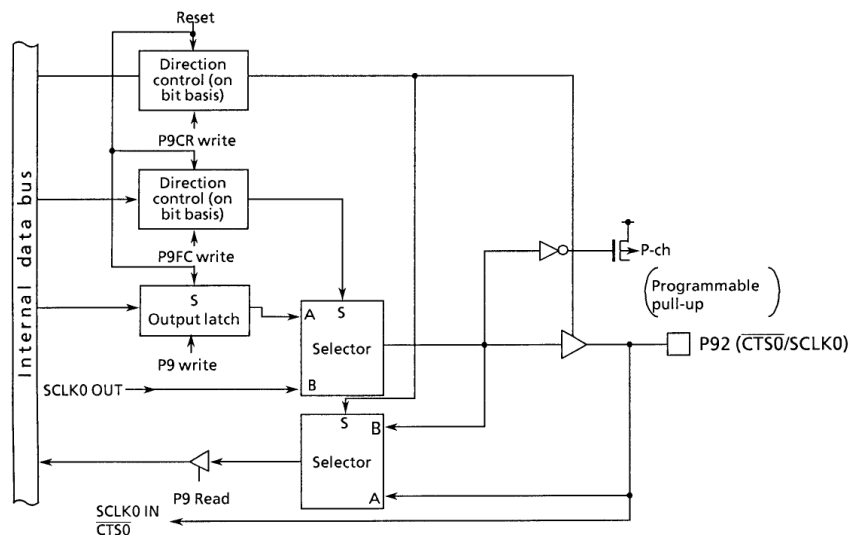 Reset
Direction
control (on
bit basis)
P9CR write
Direction
control (on
bit basis)
P9FC write
S
Output latch
P9 write
SCLK0 OUT
A
S
Selector
B
S
B
Selector
A
P9 Read
SCLK0 IN
CTS0
P-ch
(Programmable
pull-up)
P92 (CTS0/SCLK0)
Internal data bus